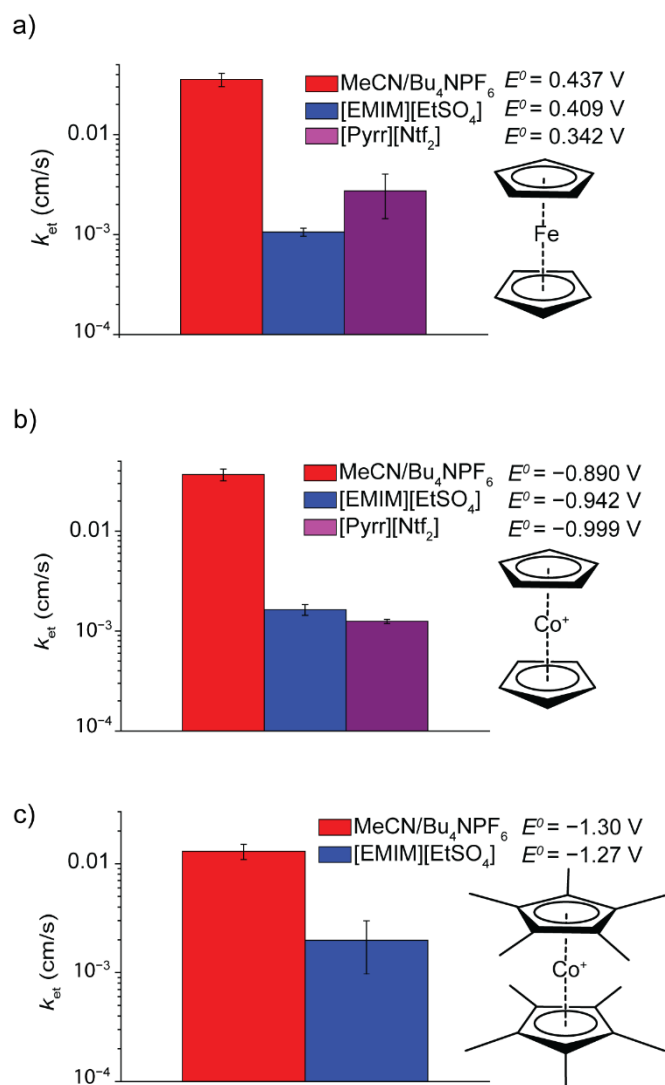 a)
MeCN/Bu₄NPF₆ E⁰ = 0.437 V
[EMIM][EtSO₄] E⁰ = 0.409 V
[Pyrr][Ntf₂] E⁰ = 0.342 V
0.01
10⁻³
10⁻⁴
kₑₜ (cm/s)
Fe
b)
MeCN/Bu₄NPF₆ E⁰ = −0.890 V
[EMIM][EtSO₄] E⁰ = −0.942 V
[Pyrr][Ntf₂] E⁰ = −0.999 V
0.01
10⁻³
10⁻⁴
kₑₜ (cm/s)
Co⁺
c)
MeCN/Bu₄NPF₆ E⁰ = −1.30 V
[EMIM][EtSO₄] E⁰ = −1.27 V
0.01
10⁻³
10⁻⁴
kₑₜ (cm/s)
Co⁺